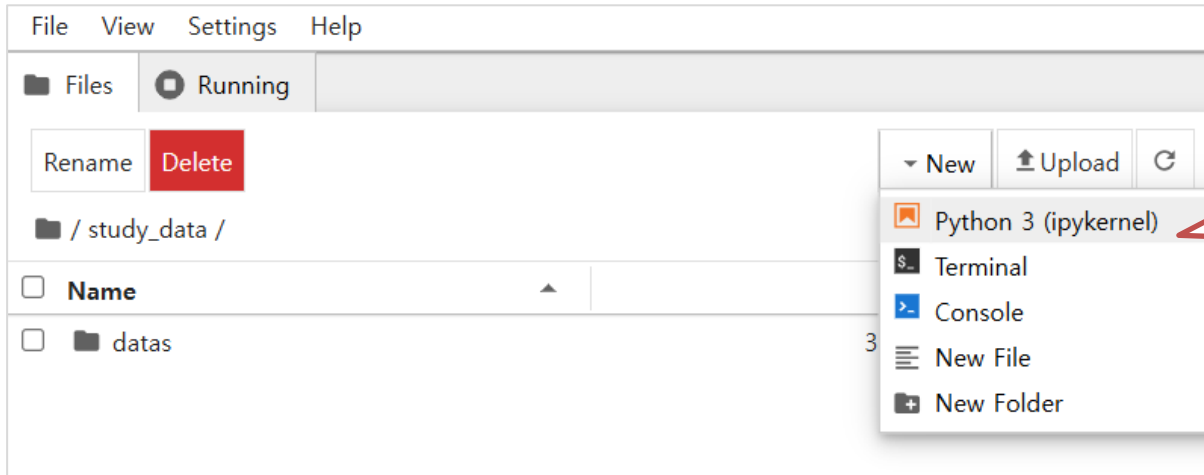 File View Settings Help
Files Running
Rename Delete New Upload
/ study_data /
Python 3 (ipykernel)
$_ Terminal
Name
Console
datas 3
New File
New Folder